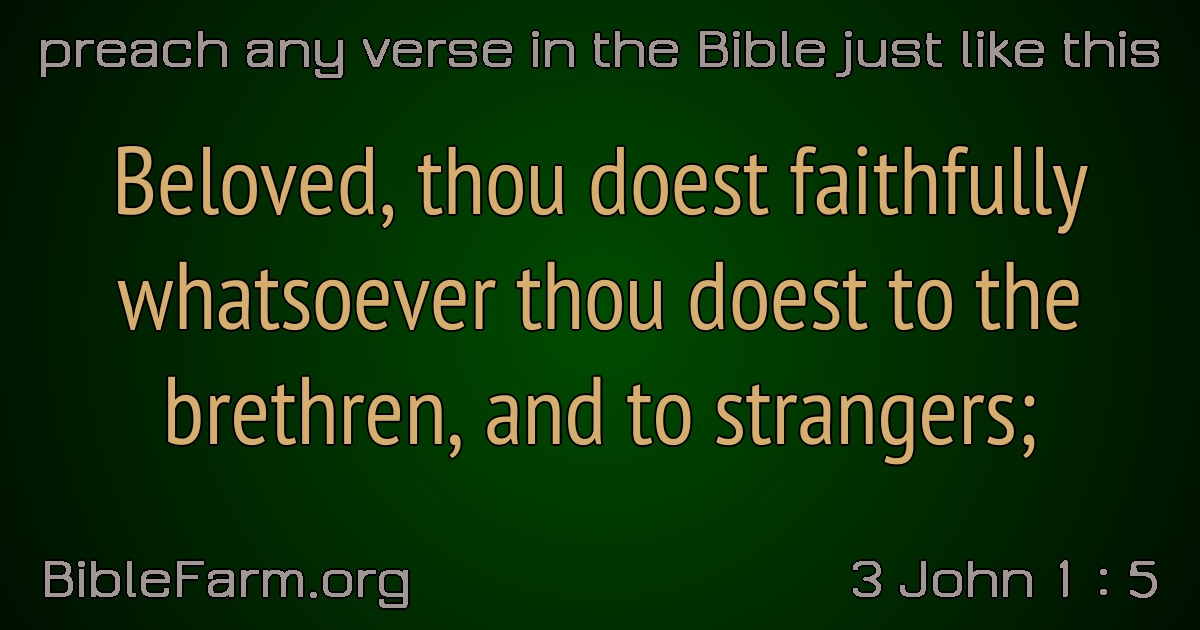 preach any verse in the Bible just like this
Beloved, thou doest faithfully
whatsoever thou doest to the
brethren, and to strangers;
BibleFarm.org
3 John 1 : 5